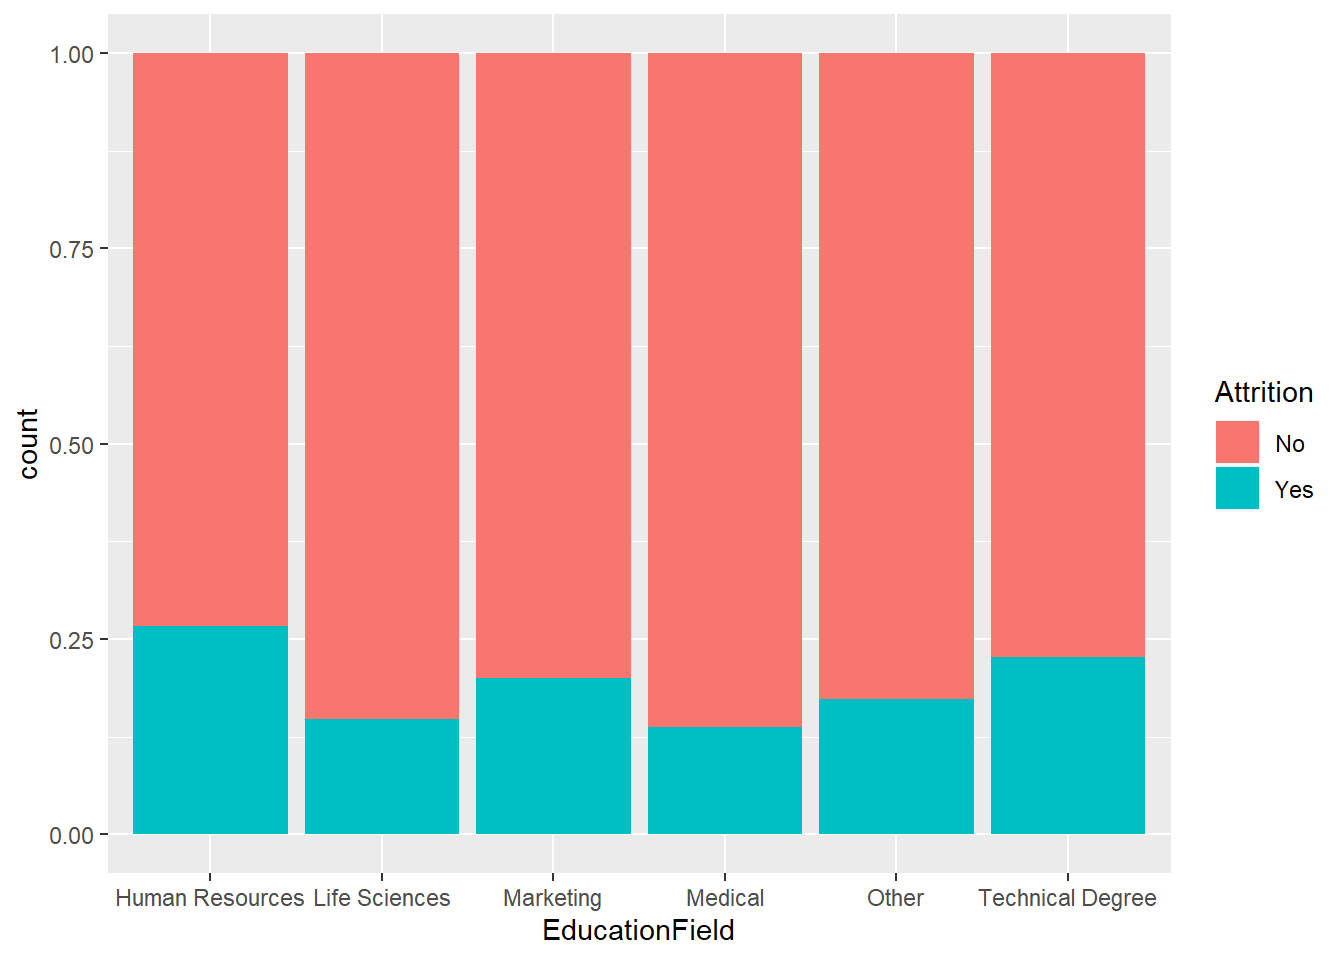 1.00
0.75
0.50
0.25
0.00
count
Human Resources Life Sciences Marketing Medical Other Technical Degree
EducationField
Attrition
No
Yes